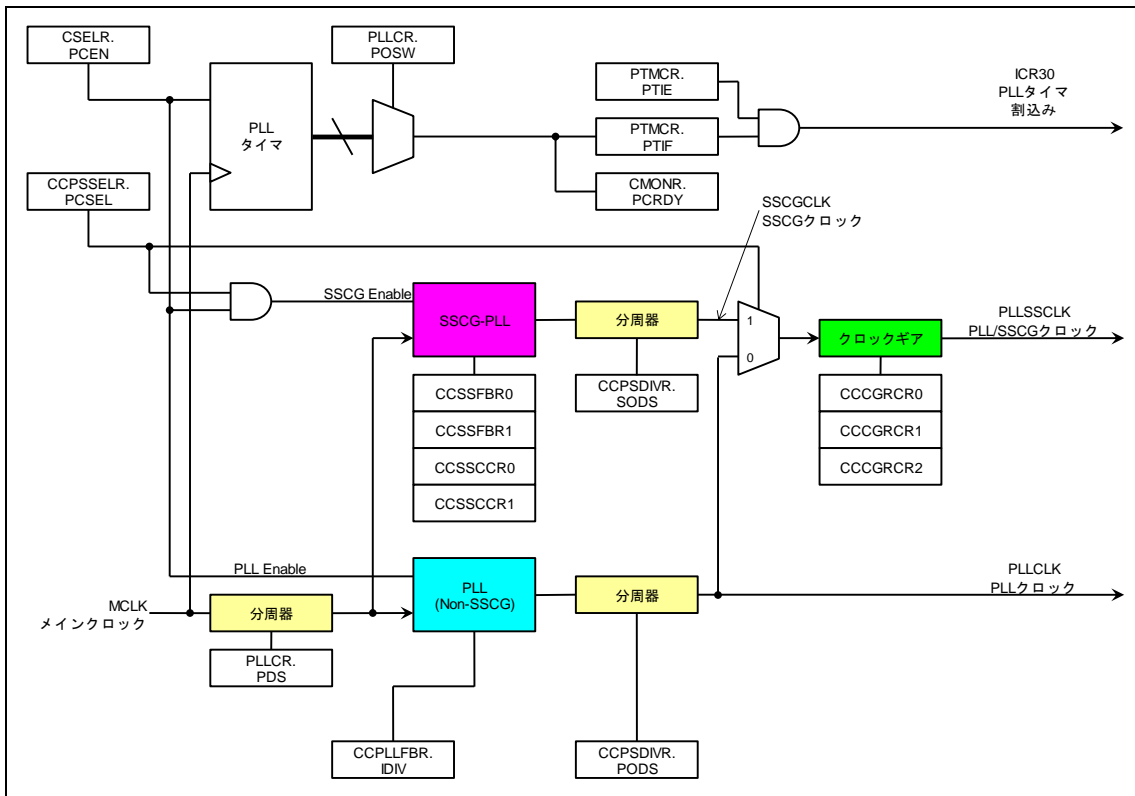 CSELR.
PCEN
PLLCR.
POSW
PLL
タイマ
PTMCR.
PTIE
ICR30
PLLタイマ
割込み
PTMCR.
PTIF
CCPSSELR.
PCSEL
CMONR.
PCRDY
SSCGCLK
SSCGクロック
SSCG Enable
SSCG-PLL
分周器
1
0
クロックギア
PLLSSCLK
PLL/SSCGクロック
CCSSFBR0
CCSSFBR1
CCSSCCR0
CCSSCCR1
CCPSDIVR.
SODS
CCCGRCR0
CCCGRCR1
CCCGRCR2
PLL Enable
PLL
(Non-SSCG)
分周器
PLLCLK
PLLクロック
MCLK
メインクロック
分周器
PLLCR.
PDS
CCPLLFBR.
IDIV
CCPSDIVR.
PODS